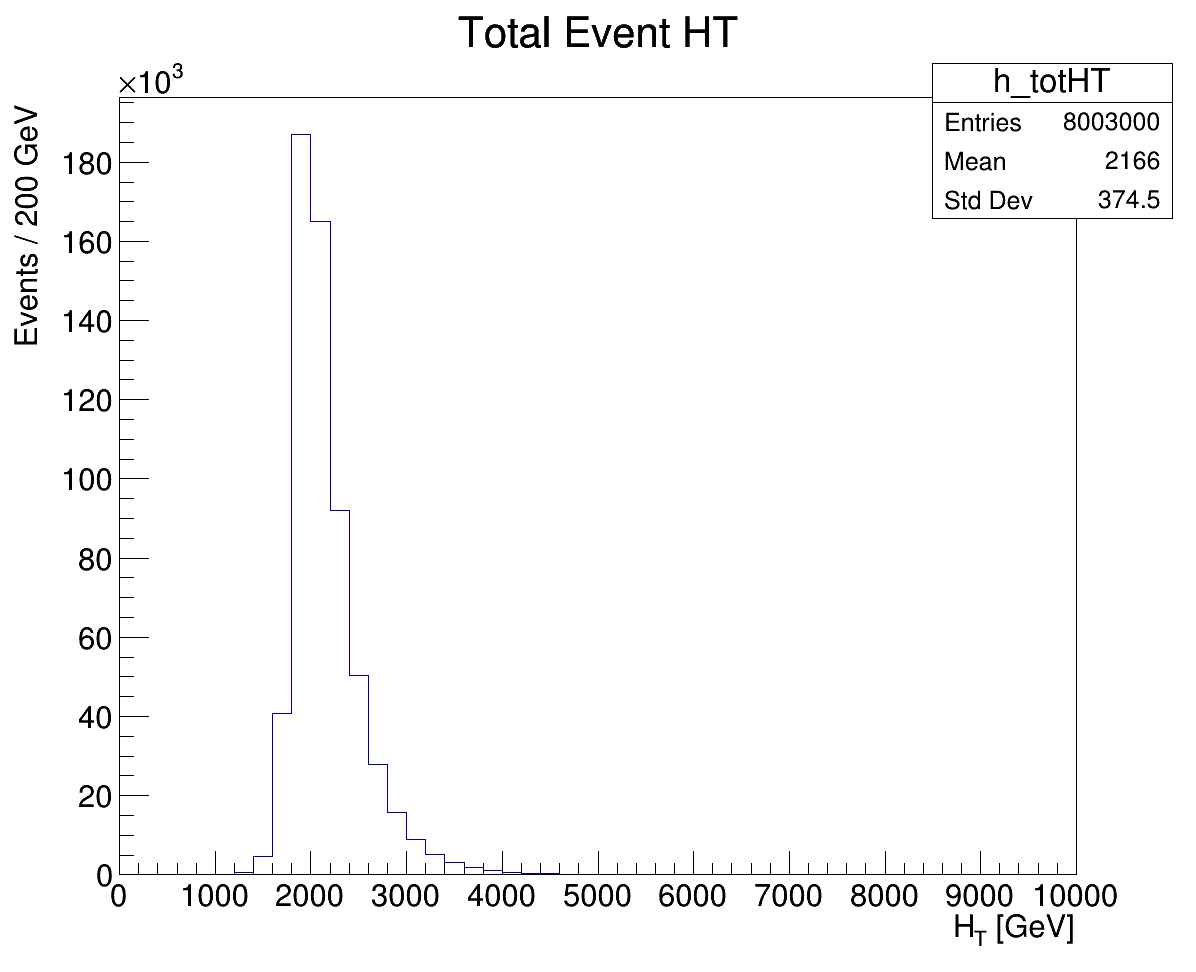 Total Event HT
×10³
h_totHT
Entries 8003000
Mean 2166
Std Dev 374.5
Events / 200 GeV
180
160
140
120
100
80
60
40
20
0
0 1000 2000 3000 4000 5000 6000 7000 8000 9000 10000
H_T [GeV]